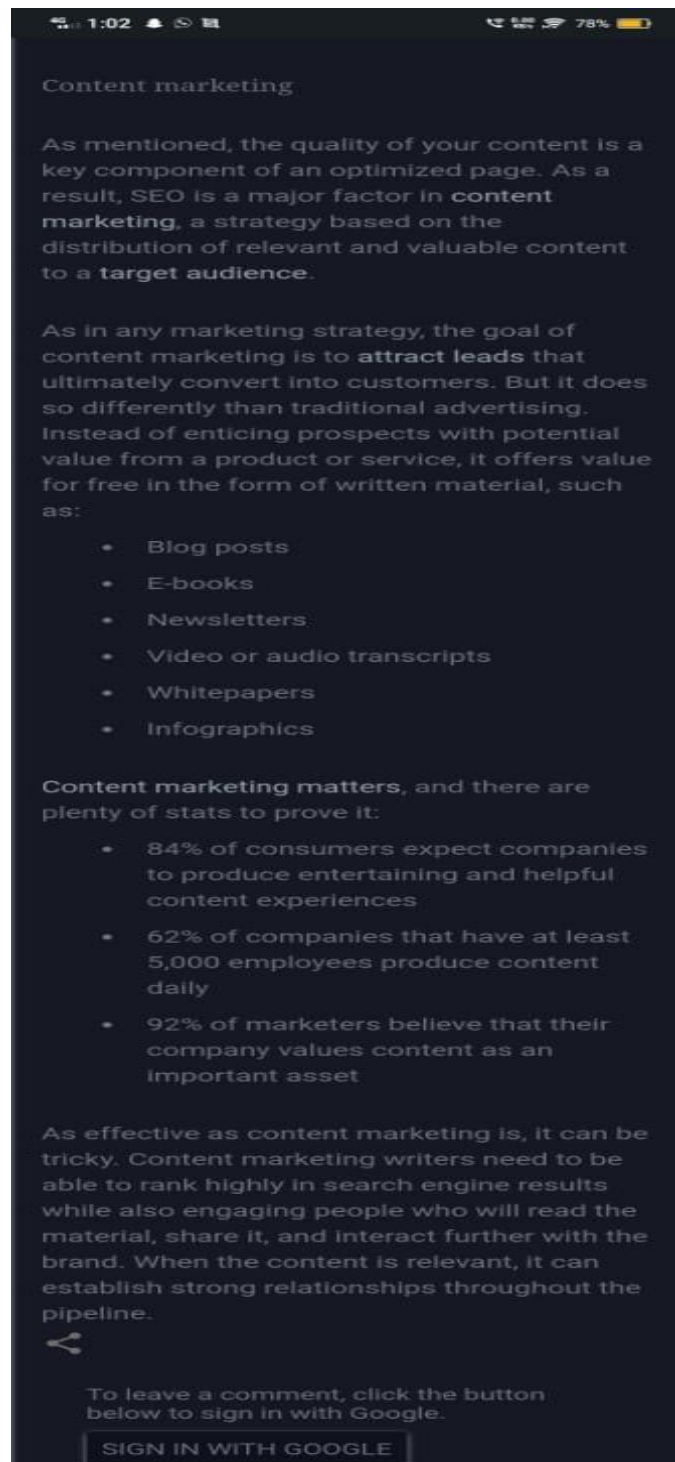 1:02
78%
Content marketing
As mentioned, the quality of your content is a
key component of an optimized page. As a
result, SEO is a major factor in content
marketing, a strategy based on the
distribution of relevant and valuable content
to a target audience.
As in any marketing strategy, the goal of
content marketing is to attract leads that
ultimately convert into customers. But it does
so differently than traditional advertising.
Instead of enticing prospects with potential
value from a product or service, it offers value
for free in the form of written material, such
as:
• Blog posts
• E-books
• Newsletters
• Video or audio transcripts
• Whitepapers
• Infographics
Content marketing matters, and there are
plenty of stats to prove it:
• 84% of consumers expect companies
to produce entertaining and helpful
content experiences
• 62% of companies that have at least
5,000 employees produce content
daily
• 92% of marketers believe that their
company values content as an
important asset
As effective as content marketing is, it can be
tricky. Content marketing writers need to be
able to rank highly in search engine results
while also engaging people who will read the
material, share it, and interact further with the
brand. When the content is relevant, it can
establish strong relationships throughout the
pipeline.
To leave a comment, click the button
below to sign in with Google.
SIGN IN WITH GOOGLE